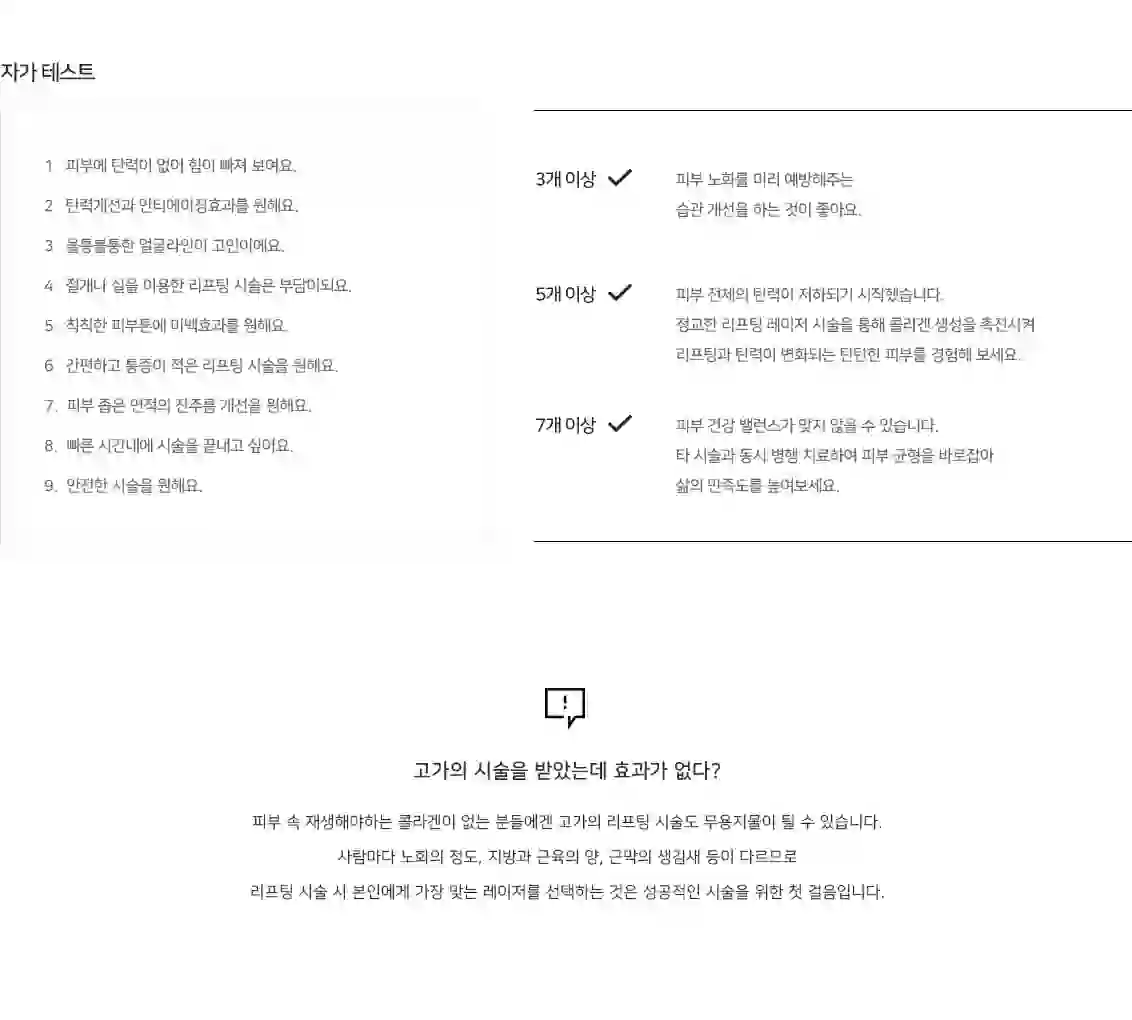 자가 테스트
1 피부에 탄력이 없어 힘이 빠져 보여요.
2 탄력개선과 안티에이징효과를 원해요.
3 울퉁불퉁한 얼굴라인이 고민이에요.
4 절개나 실을 이용한 리프팅 시술은 부담이되요.
5 칙칙한 피부톤에 미백효과를 원해요.
6 간편하고 통증이 적은 리프팅 시술을 원해요.
7. 피부 좁은 면적의 잔주름 개선을 원해요.
8. 빠른 시간내에 시술을 끝내고 싶어요.
9. 안전한 시술을 원해요.
3개 이상
피부 노화를 미리 예방해주는
습관 개선을 하는 것이 좋아요.
5개 이상
피부 전체의 탄력이 저하되기 시작했습니다.
정교한 리프팅 레이저 시술을 통해 콜라겐 생성을 촉진시켜
리프팅과 탄력이 변화되는 탄탄한 피부를 경험해 보세요.
7개 이상
피부 건강 밸런스가 맞지 않을 수 있습니다.
타 시술과 동시 병행 치료하여 피부 균형을 바로잡아
삶의 만족도를 높여보세요.
고가의 시술을 받았는데 효과가 없다?
피부 속 재생해야하는 콜라겐이 없는 분들에겐 고가의 리프팅 시술도 무용지물이 될 수 있습니다.
사람마다 노화의 정도, 지방과 근육의 양, 근막의 생김새 등이 다르므로
리프팅 시술 시 본인에게 가장 맞는 레이저를 선택하는 것은 성공적인 시술을 위한 첫 걸음입니다.